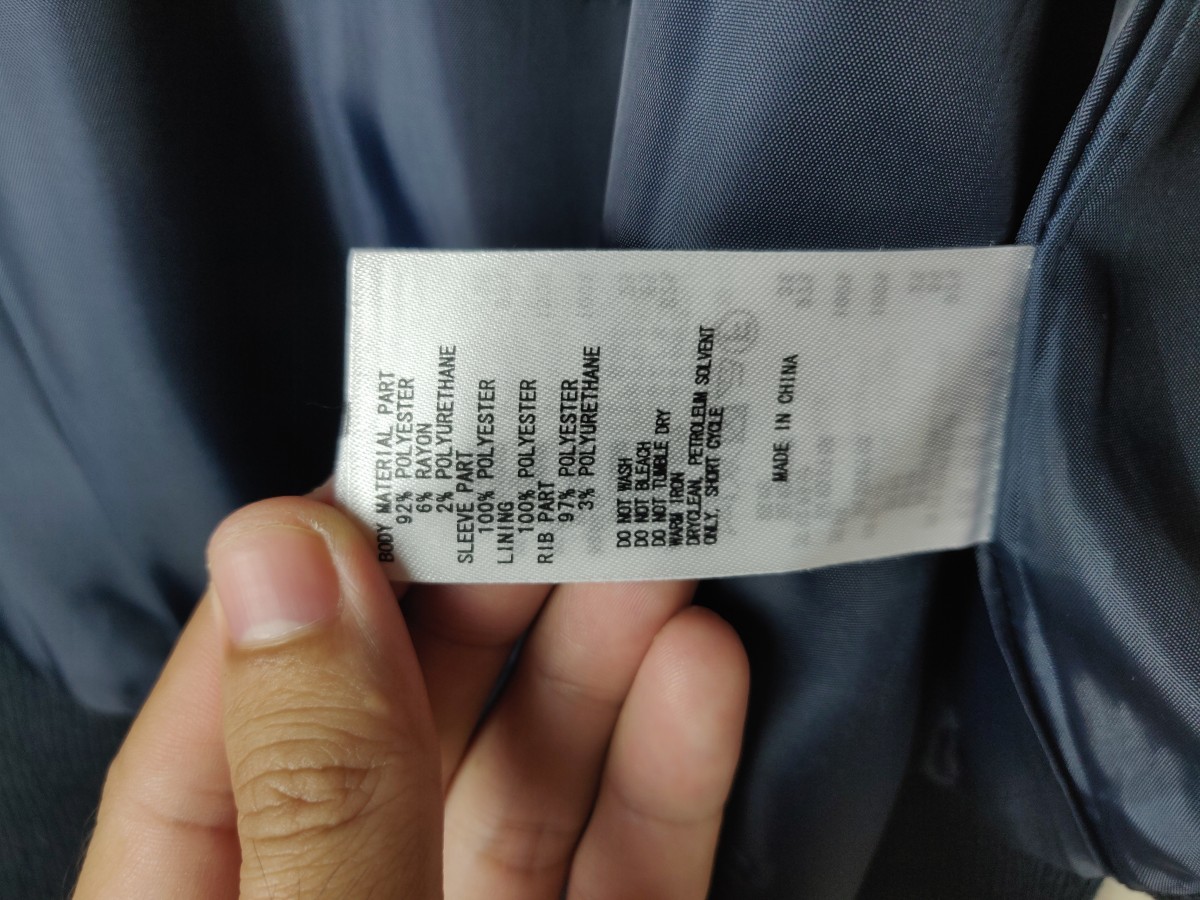 BODY MATERIAL PART
92% POLYESTER
6% RAYON
2% POLYURETHANE
SLEEVE PART
100% POLYESTER
LINING
100% POLYESTER
RIB PART
97% POLYESTER
3% POLYURETHANE
DO NOT WASH
DO NOT BLEACH
DO NOT TUMBLE DRY
WARM IRON
DRYCLEAN, PETROLEUM SOLVENT
ONLY, SHORT CYCLE
MADE IN CHINA